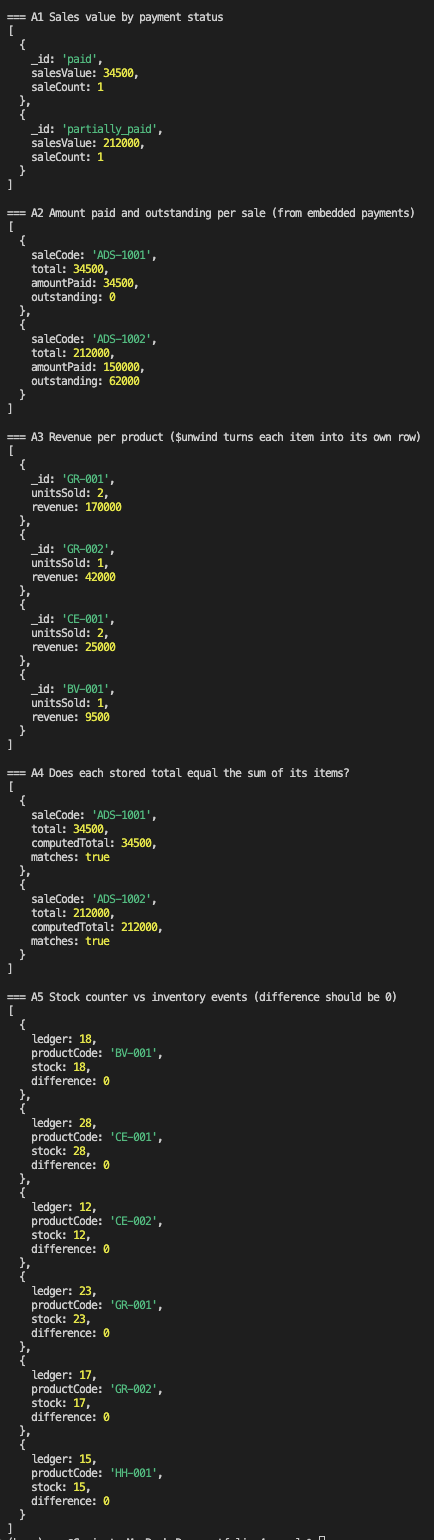 === A1 Sales value by payment status
[
  {
    _id: 'paid',
    salesValue: 34500,
    saleCount: 1
  },
  {
    _id: 'partially_paid',
    salesValue: 212000,
    saleCount: 1
  }
]
=== A2 Amount paid and outstanding per sale (from embedded payments)
[
  {
    saleCode: 'ADS-1001',
    total: 34500,
    amountPaid: 34500,
    outstanding: 0
  },
  {
    saleCode: 'ADS-1002',
    total: 212000,
    amountPaid: 150000,
    outstanding: 62000
  }
]
=== A3 Revenue per product ($unwind turns each item into its own row)
[
  {
    _id: 'GR-001',
    unitsSold: 2,
    revenue: 170000
  },
  {
    _id: 'GR-002',
    unitsSold: 1,
    revenue: 42000
  },
  {
    _id: 'CE-001',
    unitsSold: 2,
    revenue: 25000
  },
  {
    _id: 'BV-001',
    unitsSold: 1,
    revenue: 9500
  }
]
=== A4 Does each stored total equal the sum of its items?
[
  {
    saleCode: 'ADS-1001',
    total: 34500,
    computedTotal: 34500,
    matches: true
  },
  {
    saleCode: 'ADS-1002',
    total: 212000,
    computedTotal: 212000,
    matches: true
  }
]
=== A5 Stock counter vs inventory events (difference should be 0)
[
  {
    ledger: 18,
    productCode: 'BV-001',
    stock: 18,
    difference: 0
  },
  {
    ledger: 28,
    productCode: 'CE-001',
    stock: 28,
    difference: 0
  },
  {
    ledger: 12,
    productCode: 'CE-002',
    stock: 12,
    difference: 0
  },
  {
    ledger: 23,
    productCode: 'GR-001',
    stock: 23,
    difference: 0
  },
  {
    ledger: 17,
    productCode: 'GR-002',
    stock: 17,
    difference: 0
  },
  {
    ledger: 15,
    productCode: 'HH-001',
    stock: 15,
    difference: 0
  }
]